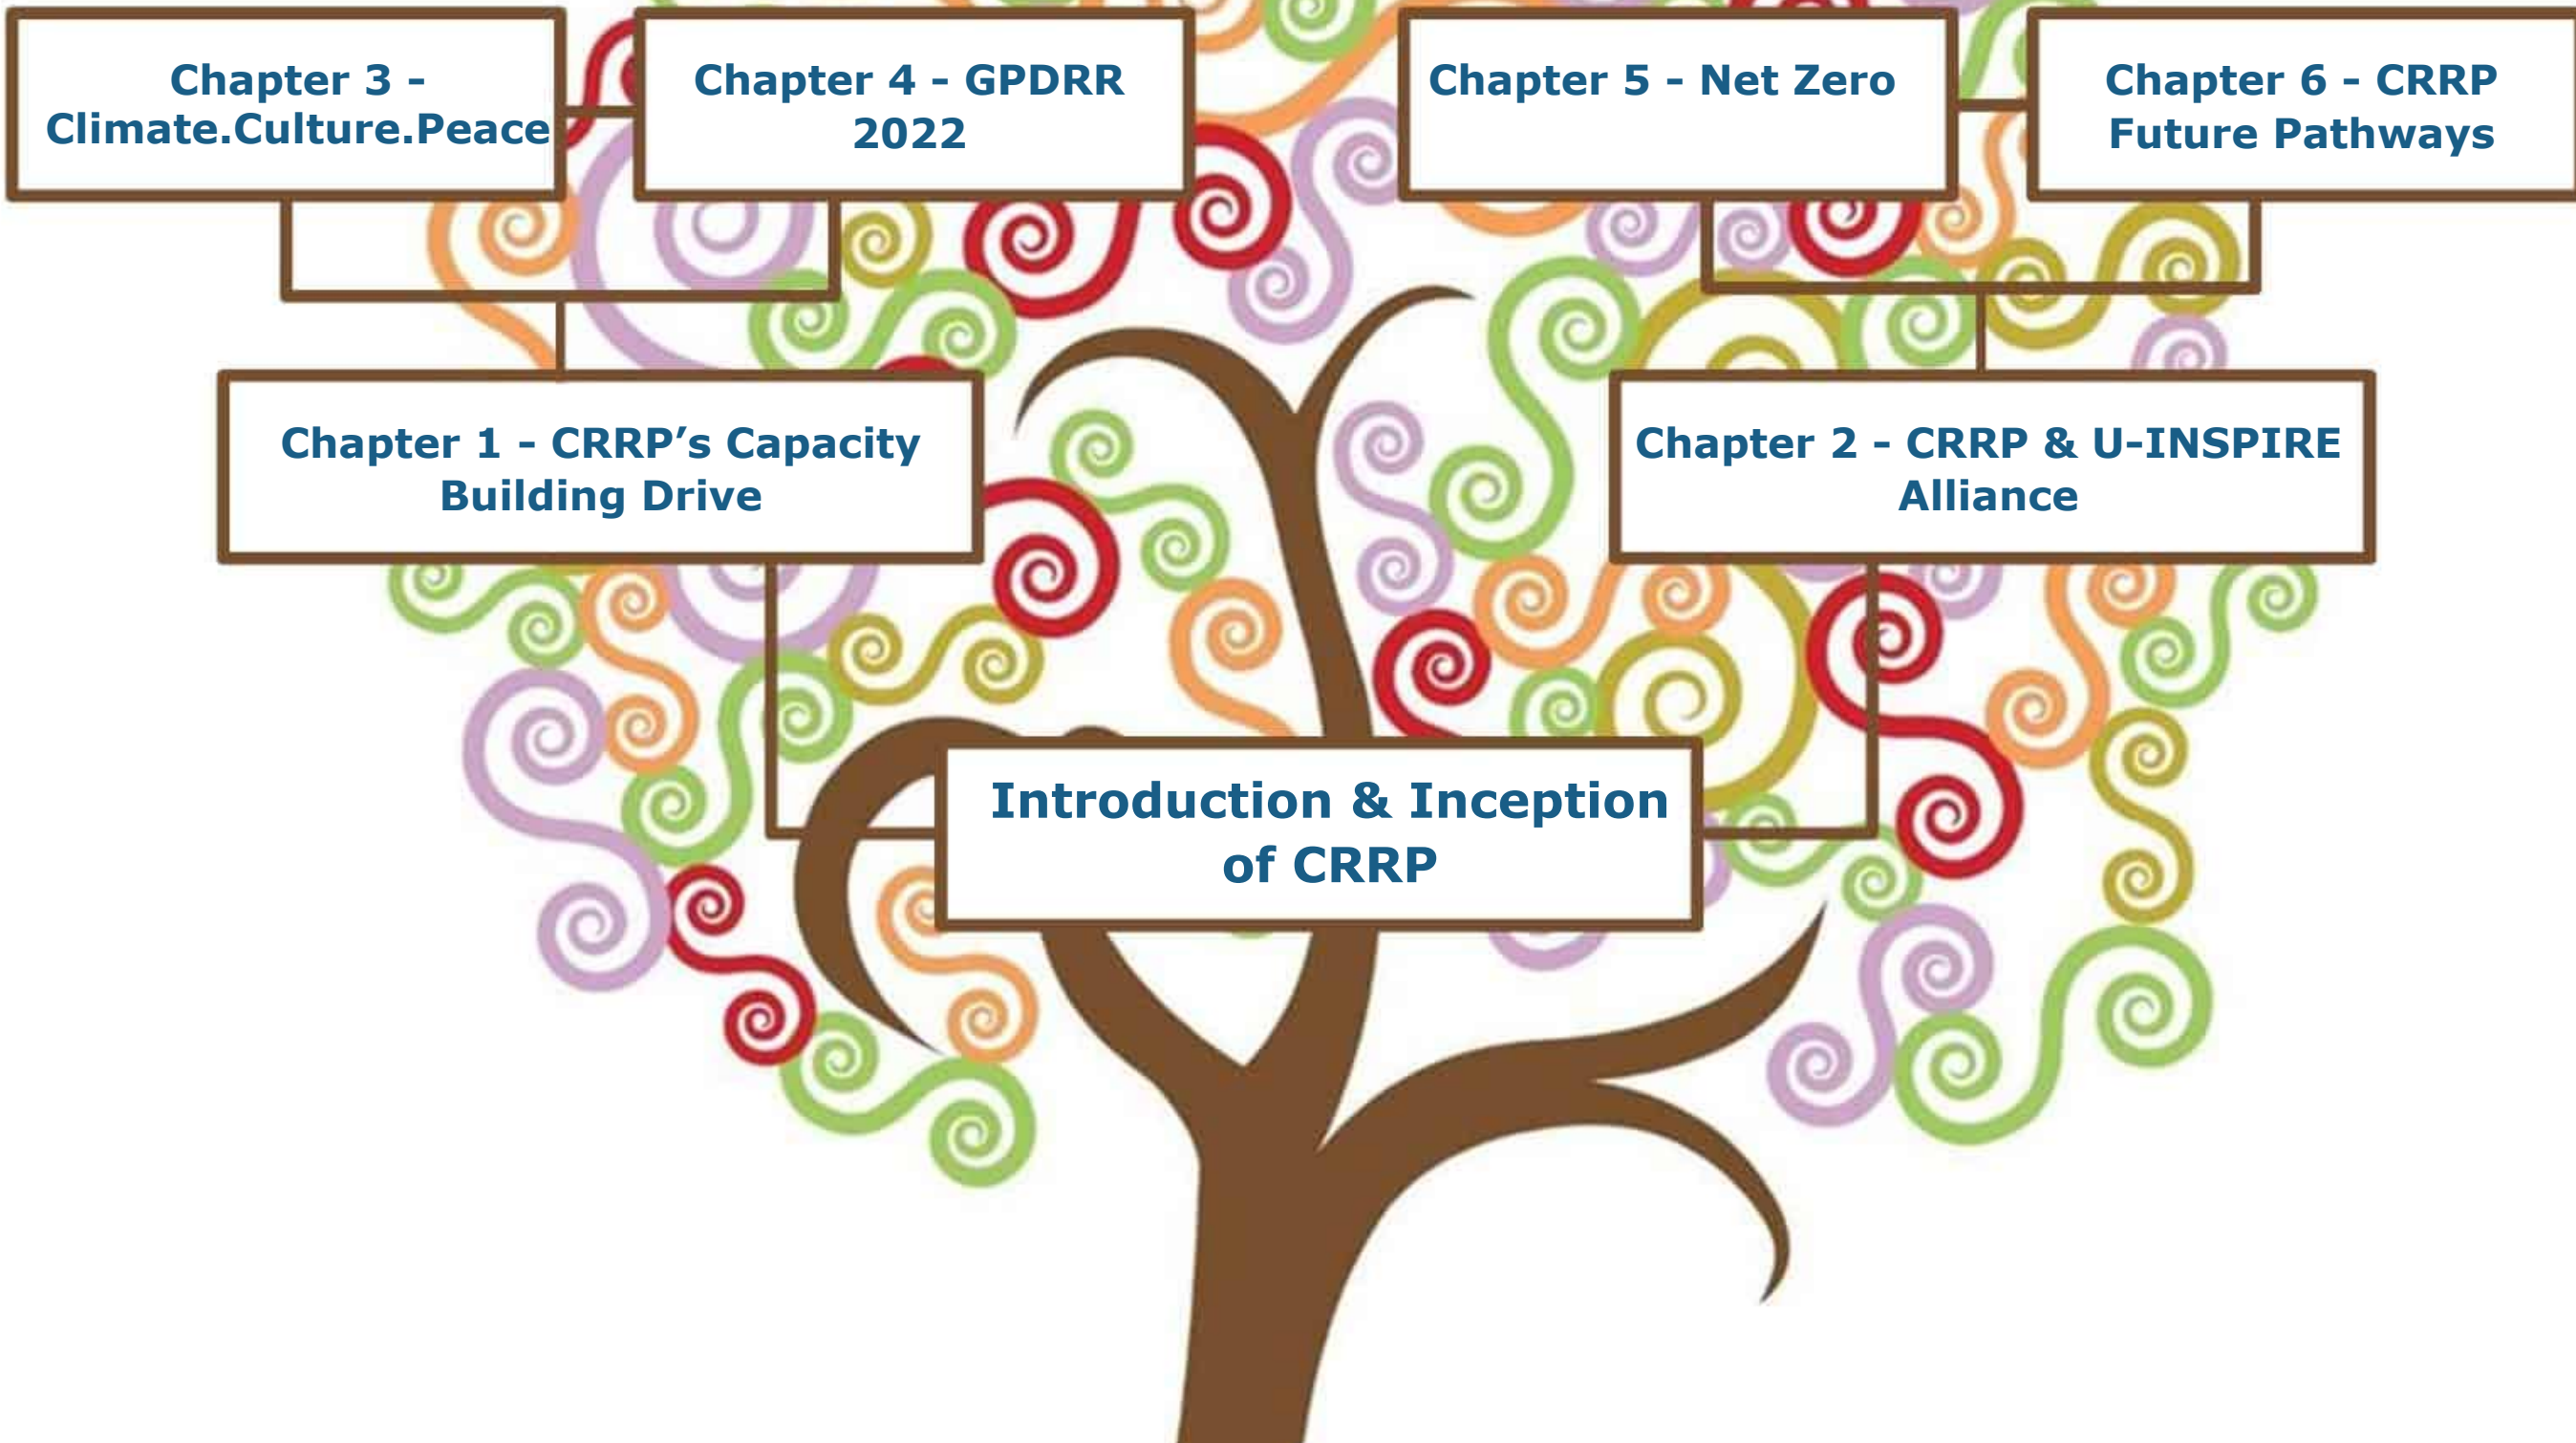 Chapter 3 -
Climate.Culture.Peace
Chapter 4 - GPDRR
2022
Chapter 5 - Net Zero
Chapter 6 - CRRP
Future Pathways
Chapter 1 - CRRP’s Capacity
Building Drive
Chapter 2 - CRRP & U-INSPIRE
Alliance
Introduction & Inception
of CRRP